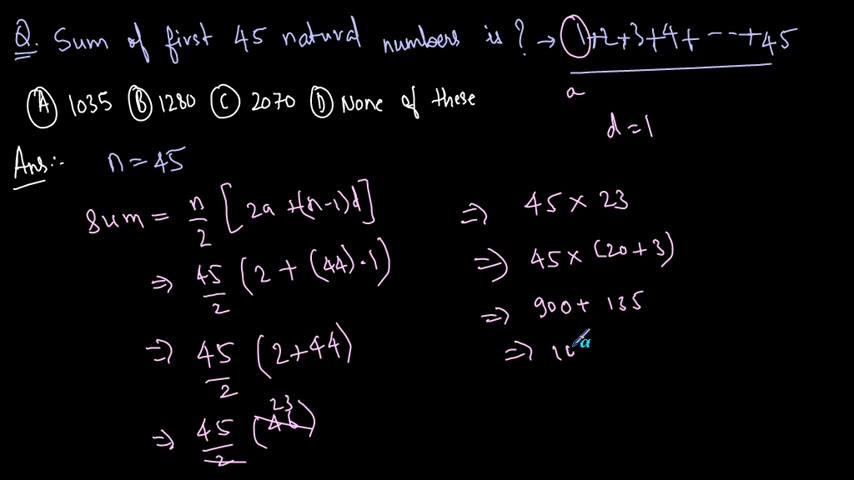 Q. Sum of first 45 natural numbers is? → 1+2+3+4+ ---+45
a
(A) 1035 (B) 1280 (C) 2070 (D) None of these
d = 1
Ans:- n = 45
Sum = n/2 [2a + (n-1)d]
⇒ 45/2 (2 + (44)·1)
⇒ 45/2 (2+44)
⇒ 45/2 (46) 23
⇒ 45 × 23
⇒ 45 × (20+3)
⇒ 900 + 135
⇒ 10